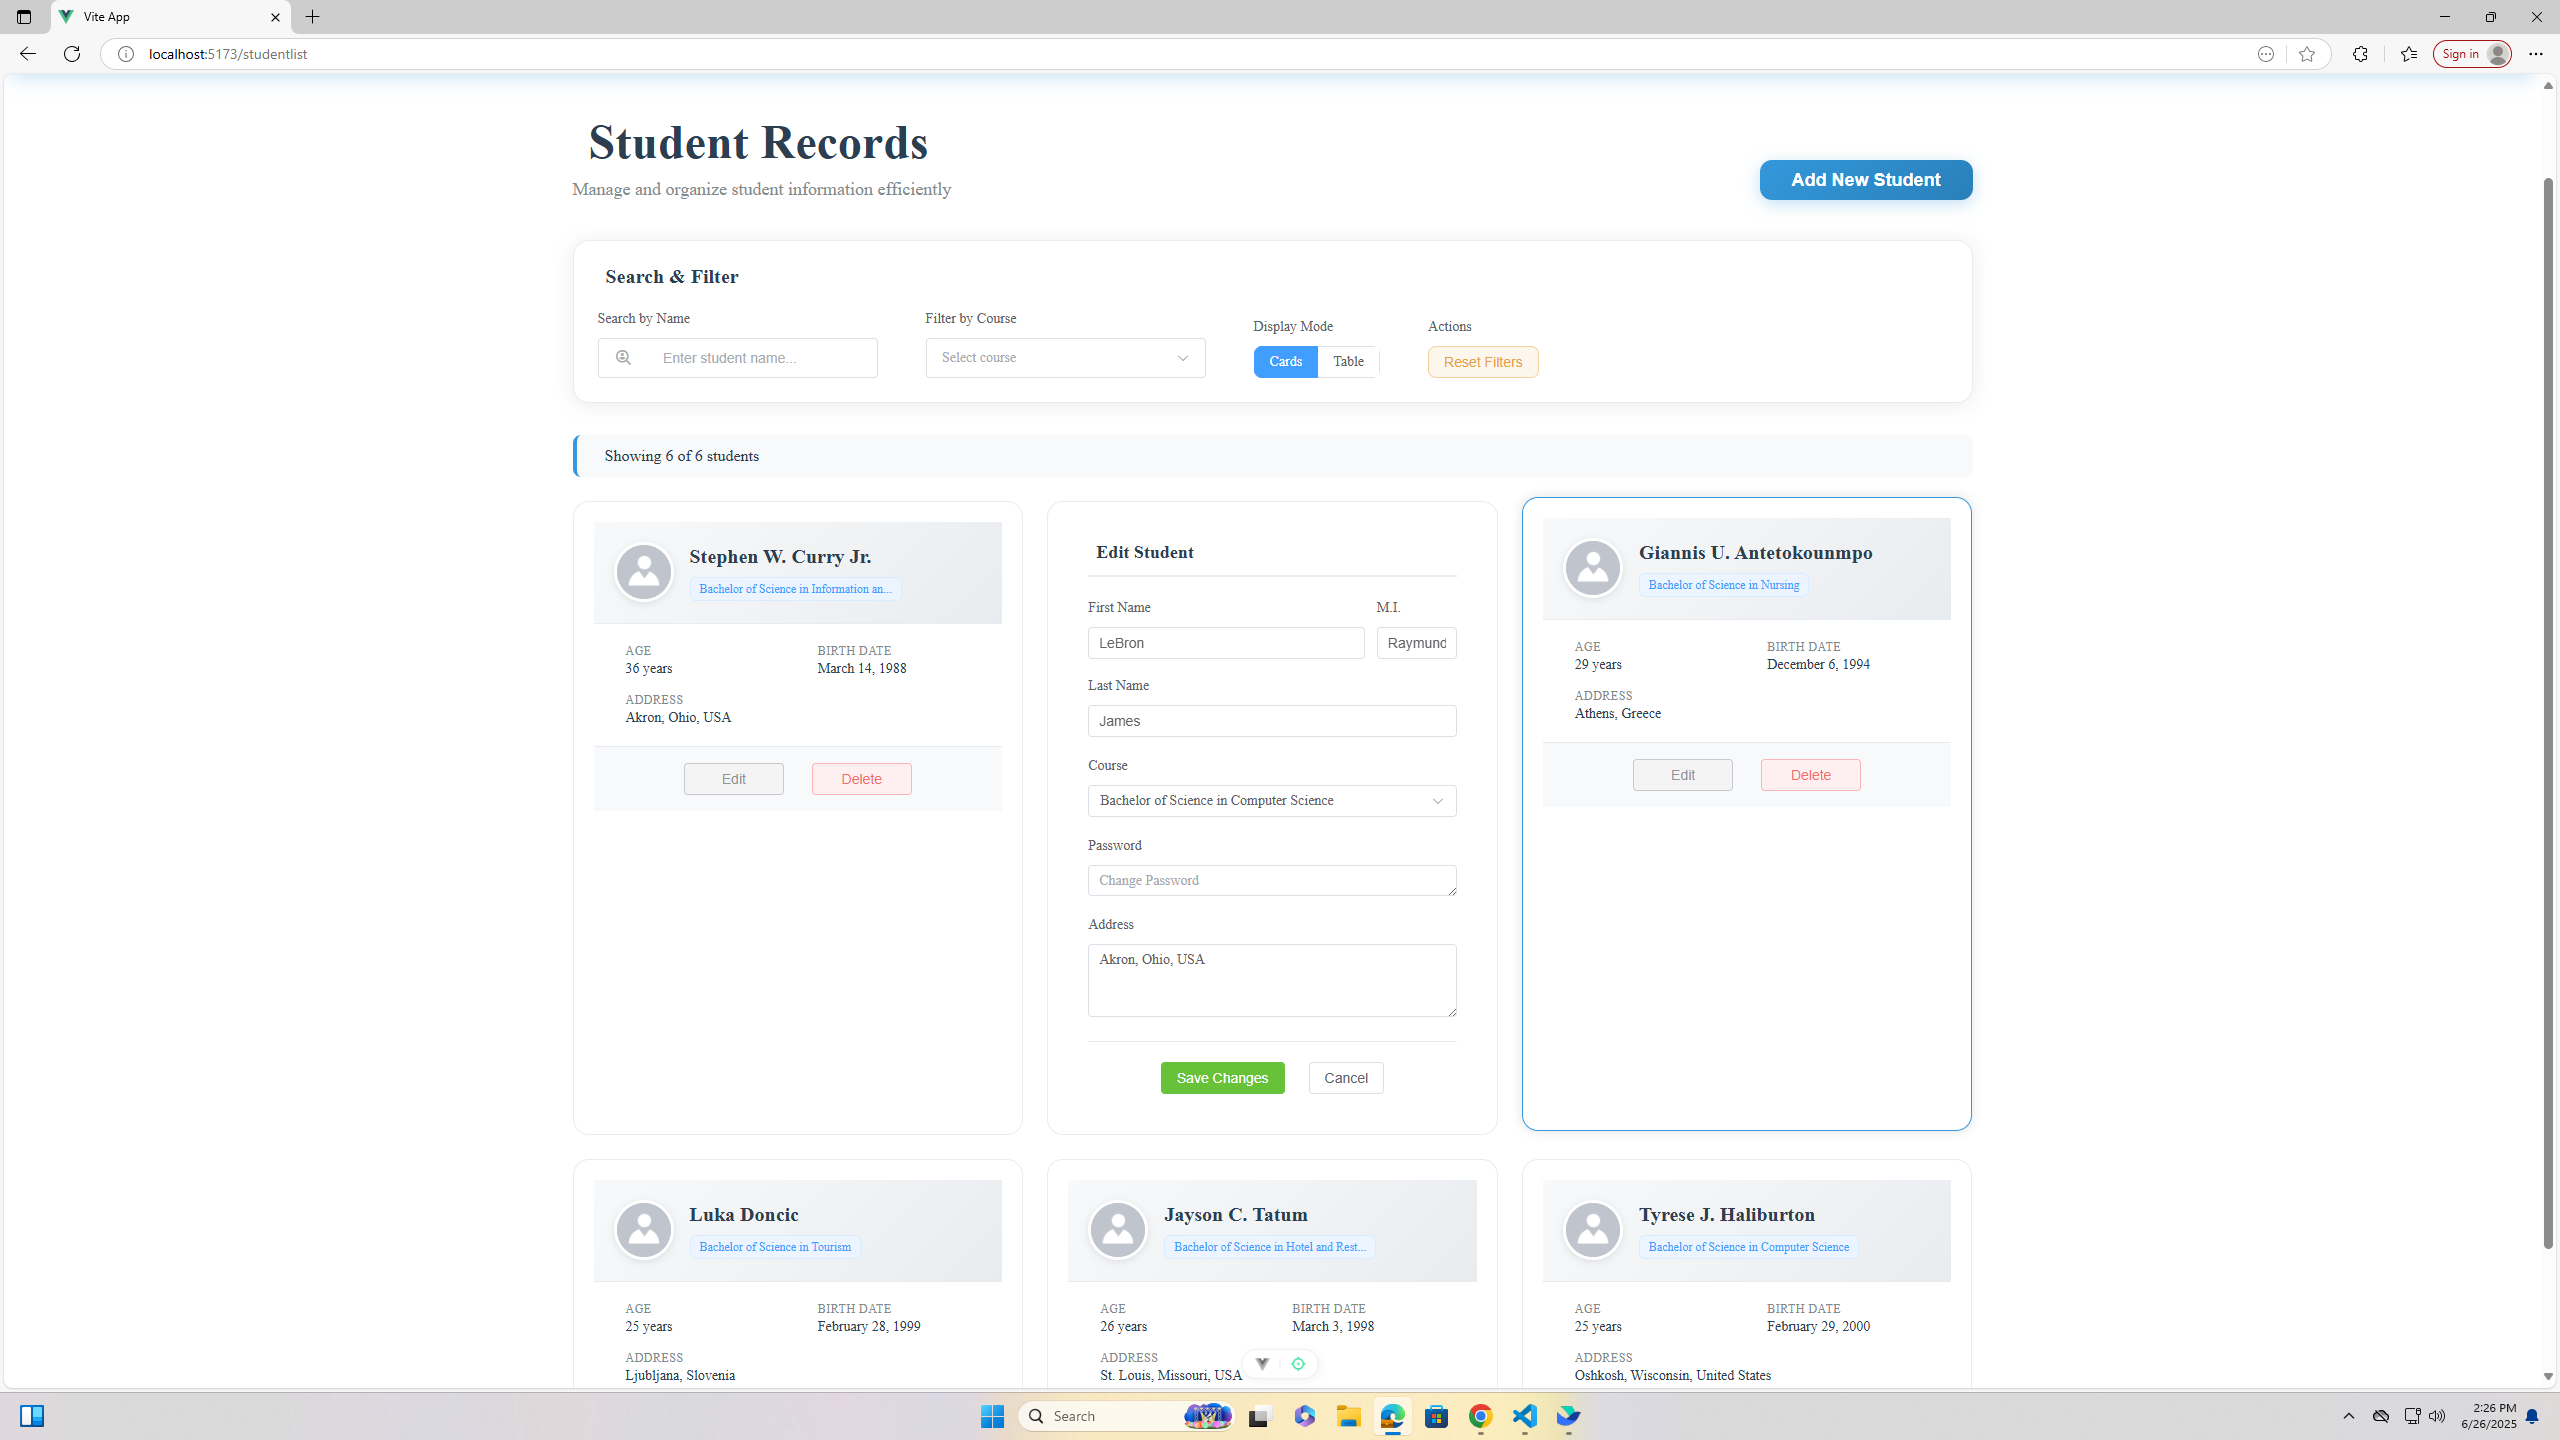 Vite App
localhost:5173/studentlist
Sign in
Student Records
Manage and organize student information efficiently
Add New Student
Search & Filter
Search by Name
Filter by Course
Display Mode
Actions
Enter student name...
Select course
Cards
Table
Reset Filters
Showing 6 of 6 students
Stephen W. Curry Jr.
Bachelor of Science in Information an...
AGE
BIRTH DATE
36 years
March 14, 1988
ADDRESS
Akron, Ohio, USA
Edit
Delete
Edit Student
First Name
M.I.
LeBron
Raymund
Last Name
James
Course
Bachelor of Science in Computer Science
Password
Change Password
Address
Akron, Ohio, USA
Save Changes
Cancel
Giannis U. Antetokounmpo
Bachelor of Science in Nursing
AGE
BIRTH DATE
29 years
December 6, 1994
ADDRESS
Athens, Greece
Edit
Delete
Luka Doncic
Bachelor of Science in Tourism
AGE
BIRTH DATE
25 years
February 28, 1999
ADDRESS
Ljubljana, Slovenia
Jayson C. Tatum
Bachelor of Science in Hotel and Rest...
AGE
BIRTH DATE
26 years
March 3, 1998
ADDRESS
St. Louis, Missouri, USA
Tyrese J. Haliburton
Bachelor of Science in Computer Science
AGE
BIRTH DATE
25 years
February 29, 2000
ADDRESS
Oshkosh, Wisconsin, United States
Search
2:26 PM
6/26/2025